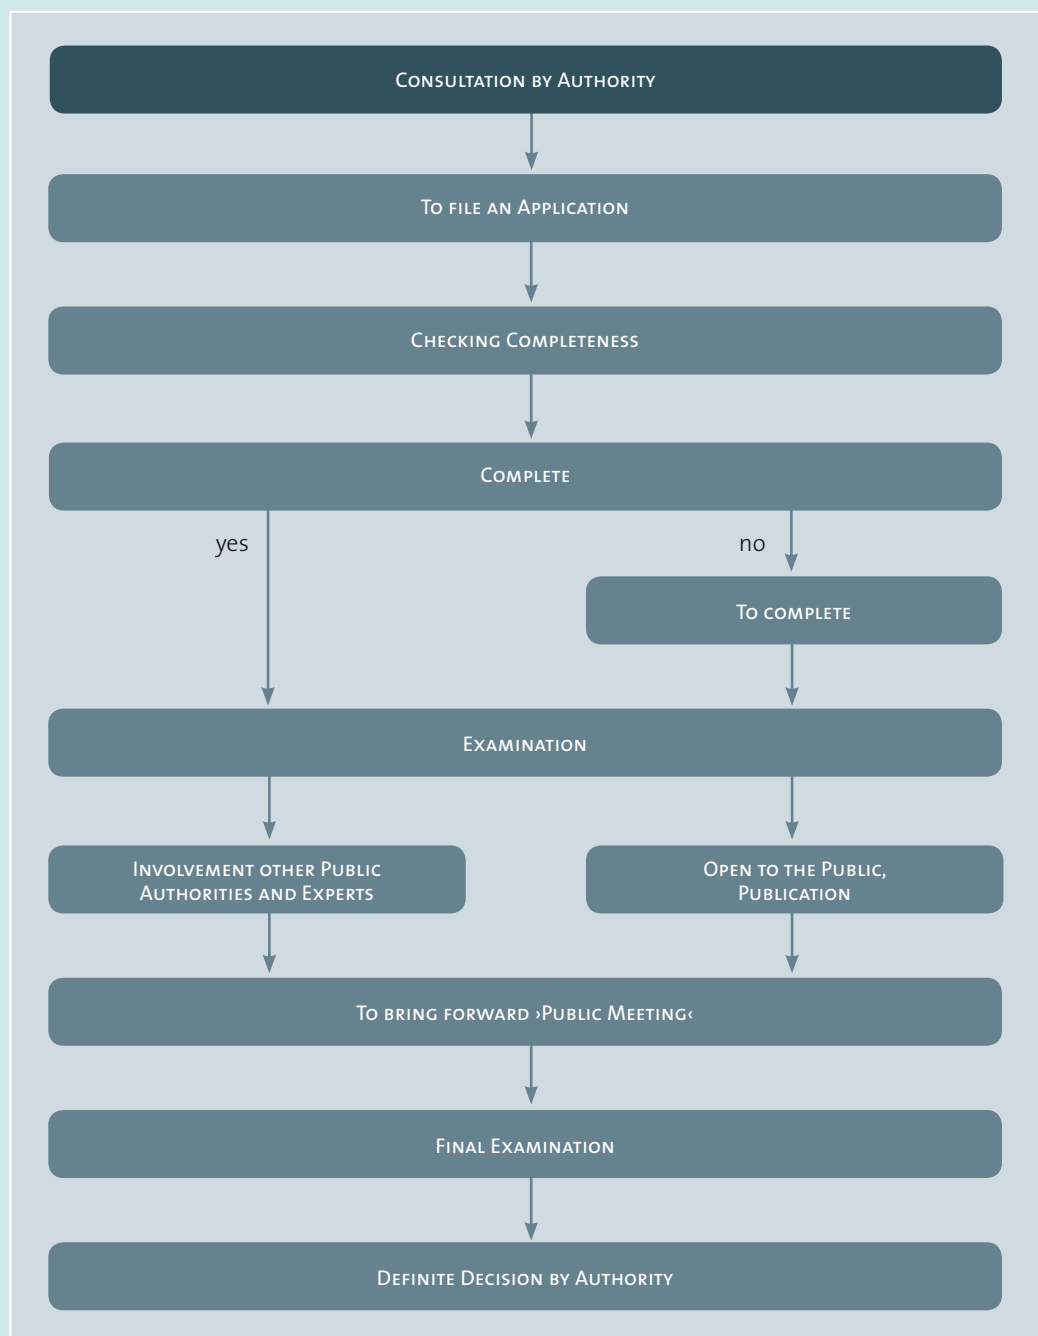 Consultation by Authority
To file an Application
Checking Completeness
Complete
yes
no
To complete
Examination
Involvement other Public
Authorities and Experts
Open to the Public,
Publication
To bring forward ›Public Meeting‹
Final Examination
Definite Decision by Authority